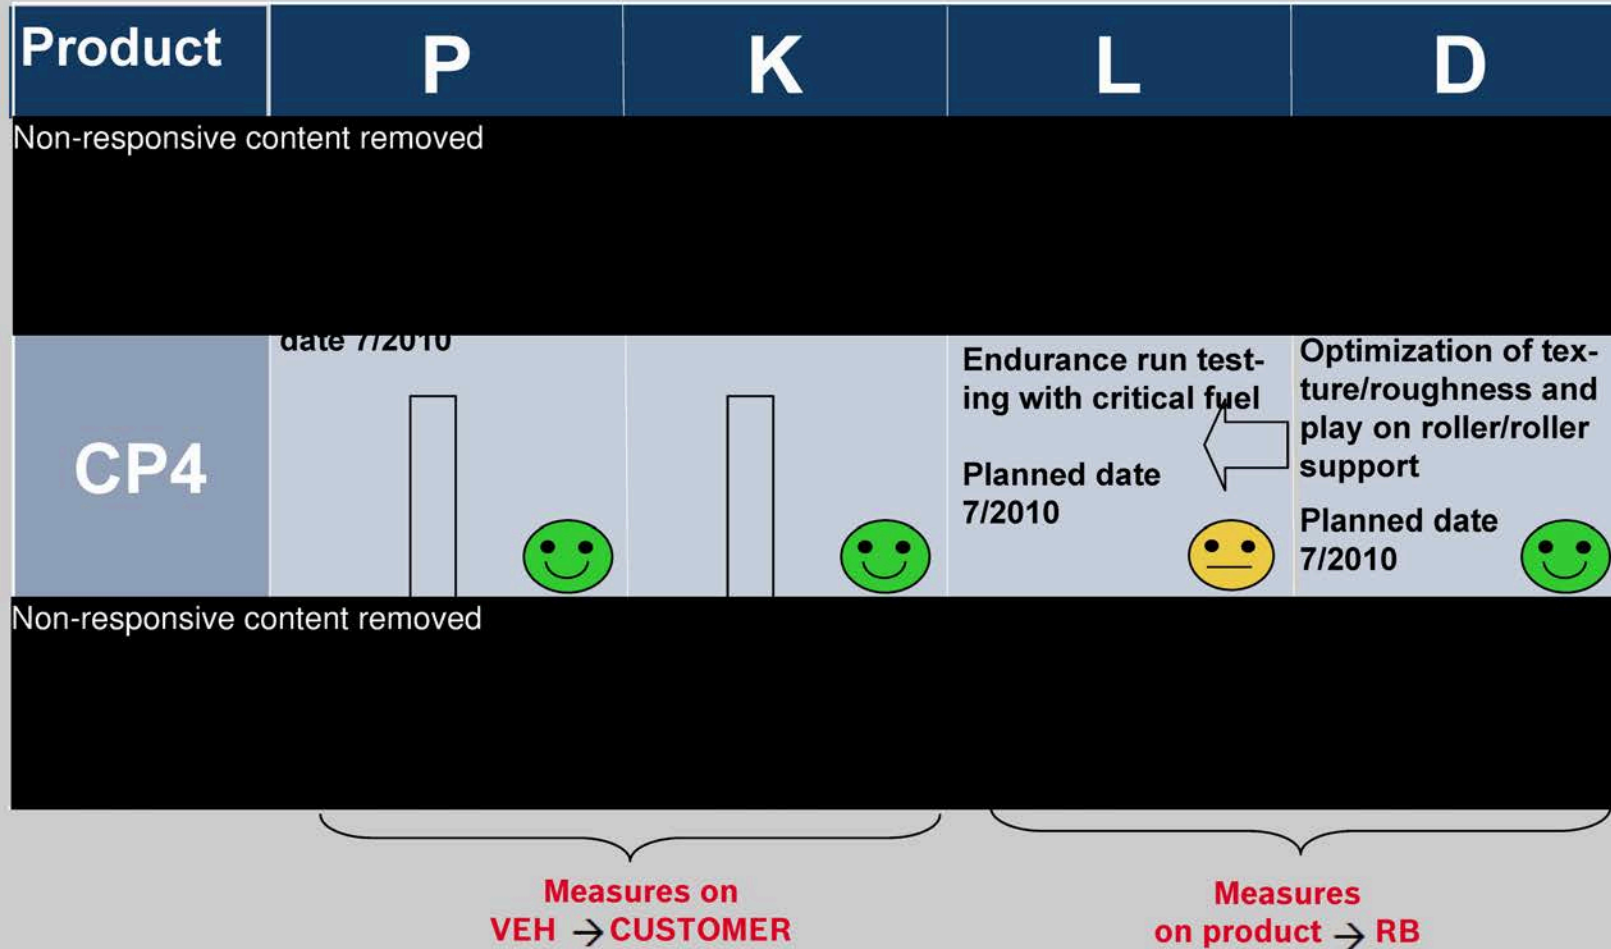 Product P K L D
Non-responsive content removed
date 7/2010
Endurance run test-
ing with critical fuel
Planned date
7/2010
Optimization of tex-
ture/roughness and
play on roller/roller
support
Planned date
7/2010
CP4
Non-responsive content removed
Measures on
VEH → CUSTOMER
Measures
on product → RB